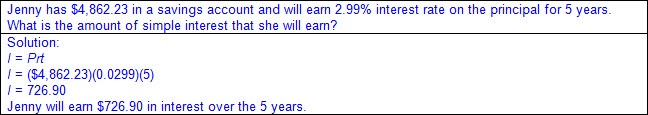 Jenny has $4,862.23 in a savings account and will earn 2.99% interest rate on the principal for 5 years.
What is the amount of simple interest that she will earn?
Solution:
I = Prt
I = ($4,862.23)(0.0299)(5)
I = 726.90
Jenny will earn $726.90 in interest over the 5 years.